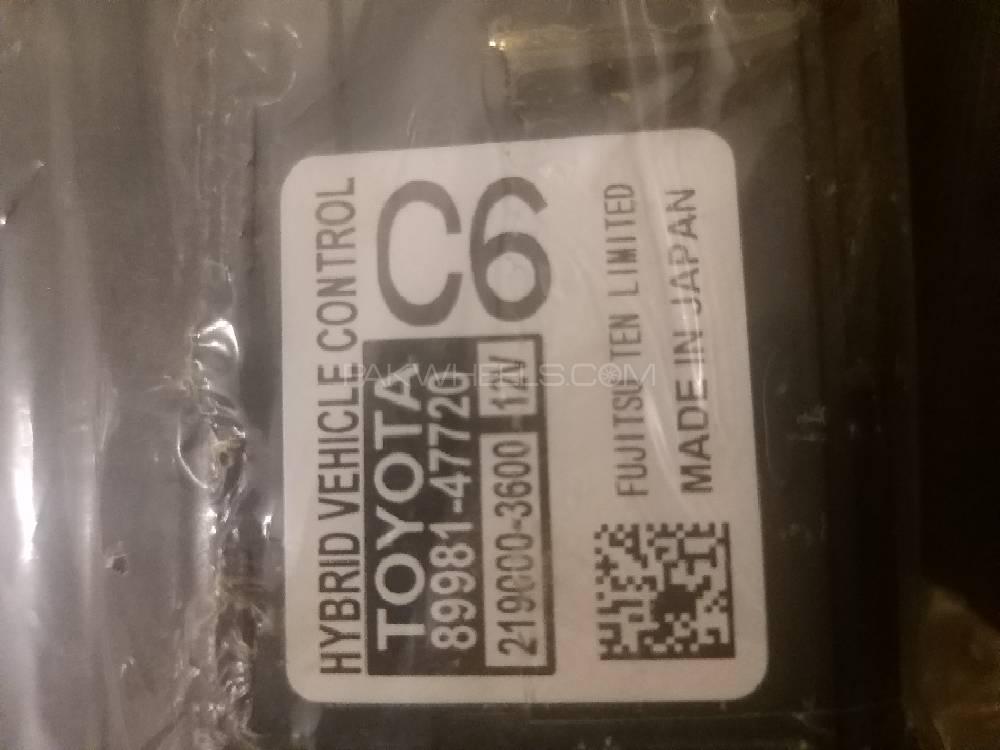 HYBRID VEHICLE CONTROL
TOYOTA
89981-47720
C6
219000-3600 12V
FUJITSU TEN LIMITED
MADE IN JAPAN
PAKWHEELS.COM